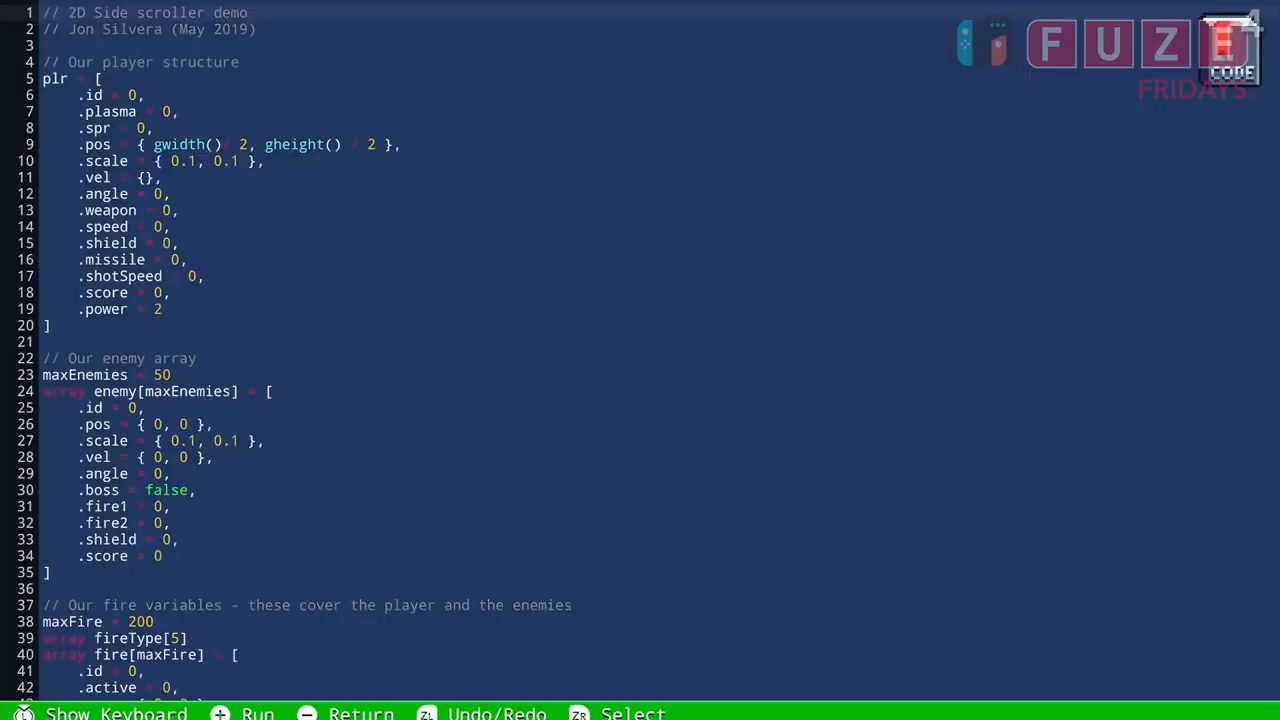 1 // 2D Side scroller demo
2 // Jon Silvera (May 2019)
3
4 // Our player structure
5 plr = [
6 .id = 0,
7 .plasma = 0,
8 .spr = 0,
9 .pos = { gwidth() / 2, gheight() / 2 },
10 .scale = { 0.1, 0.1 },
11 .vel = {},
12 .angle = 0,
13 .weapon = 0,
14 .speed = 0,
15 .shield = 0,
16 .missile = 0,
17 .shotSpeed = 0,
18 .score = 0,
19 .power = 2
20 ]
21
22 // Our enemy array
23 maxEnemies = 50
24 array enemy[maxEnemies] = [
25 .id = 0,
26 .pos = { 0, 0 },
27 .scale = { 0.1, 0.1 },
28 .vel = { 0, 0 },
29 .angle = 0,
30 .boss = false,
31 .fire1 = 0,
32 .fire2 = 0,
33 .shield = 0,
34 .score = 0
35 ]
36
37 // Our fire variables - these cover the player and the enemies
38 maxFire = 200
39 array fireType[5]
40 array fire[maxFire] = [
41 .id = 0,
42 .active = 0,
FUZE 4
CODE
FRIDAYS
Show Keyboard + Run - Return ZL Undo/Redo ZR Select